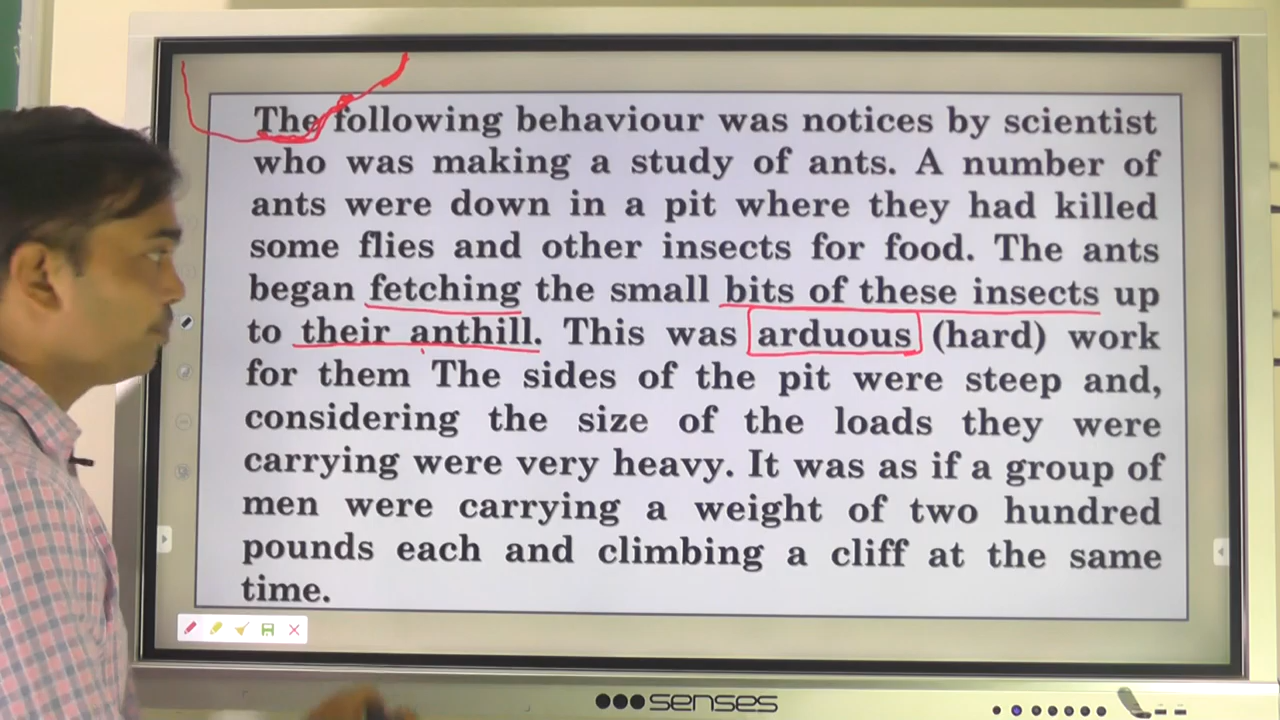 The following behaviour was notices by scientist
who was making a study of ants. A number of
ants were down in a pit where they had killed
some flies and other insects for food. The ants
began fetching the small bits of these insects up
to their anthill. This was arduous (hard) work
for them The sides of the pit were steep and,
considering the size of the loads they were
carrying were very heavy. It was as if a group of
men were carrying a weight of two hundred
pounds each and climbing a cliff at the same
time.
senses